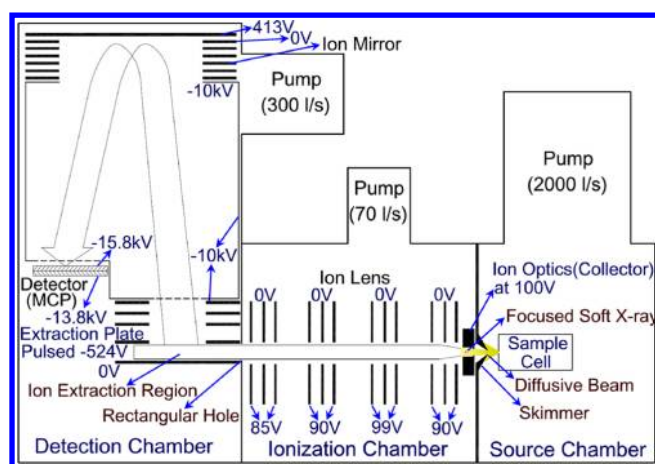 413V
0V
Ion Mirror
-10kV
Pump
(300 l/s)
Pump
(2000 l/s)
Pump
(70 l/s)
-15.8kV
-10kV
Detector
(MCP)
-13.8kV
Extraction Plate
Pulsed -524V
0V
Ion Lens
0V
0V
0V
0V
Ion Optics(Collector)
at 100V
Focused Soft X-ray
Sample
Cell
Diffusive Beam
Skimmer
Ion Extraction Region
Rectangular Hole
85V
90V
99V
90V
Detection Chamber
Ionization Chamber
Source Chamber